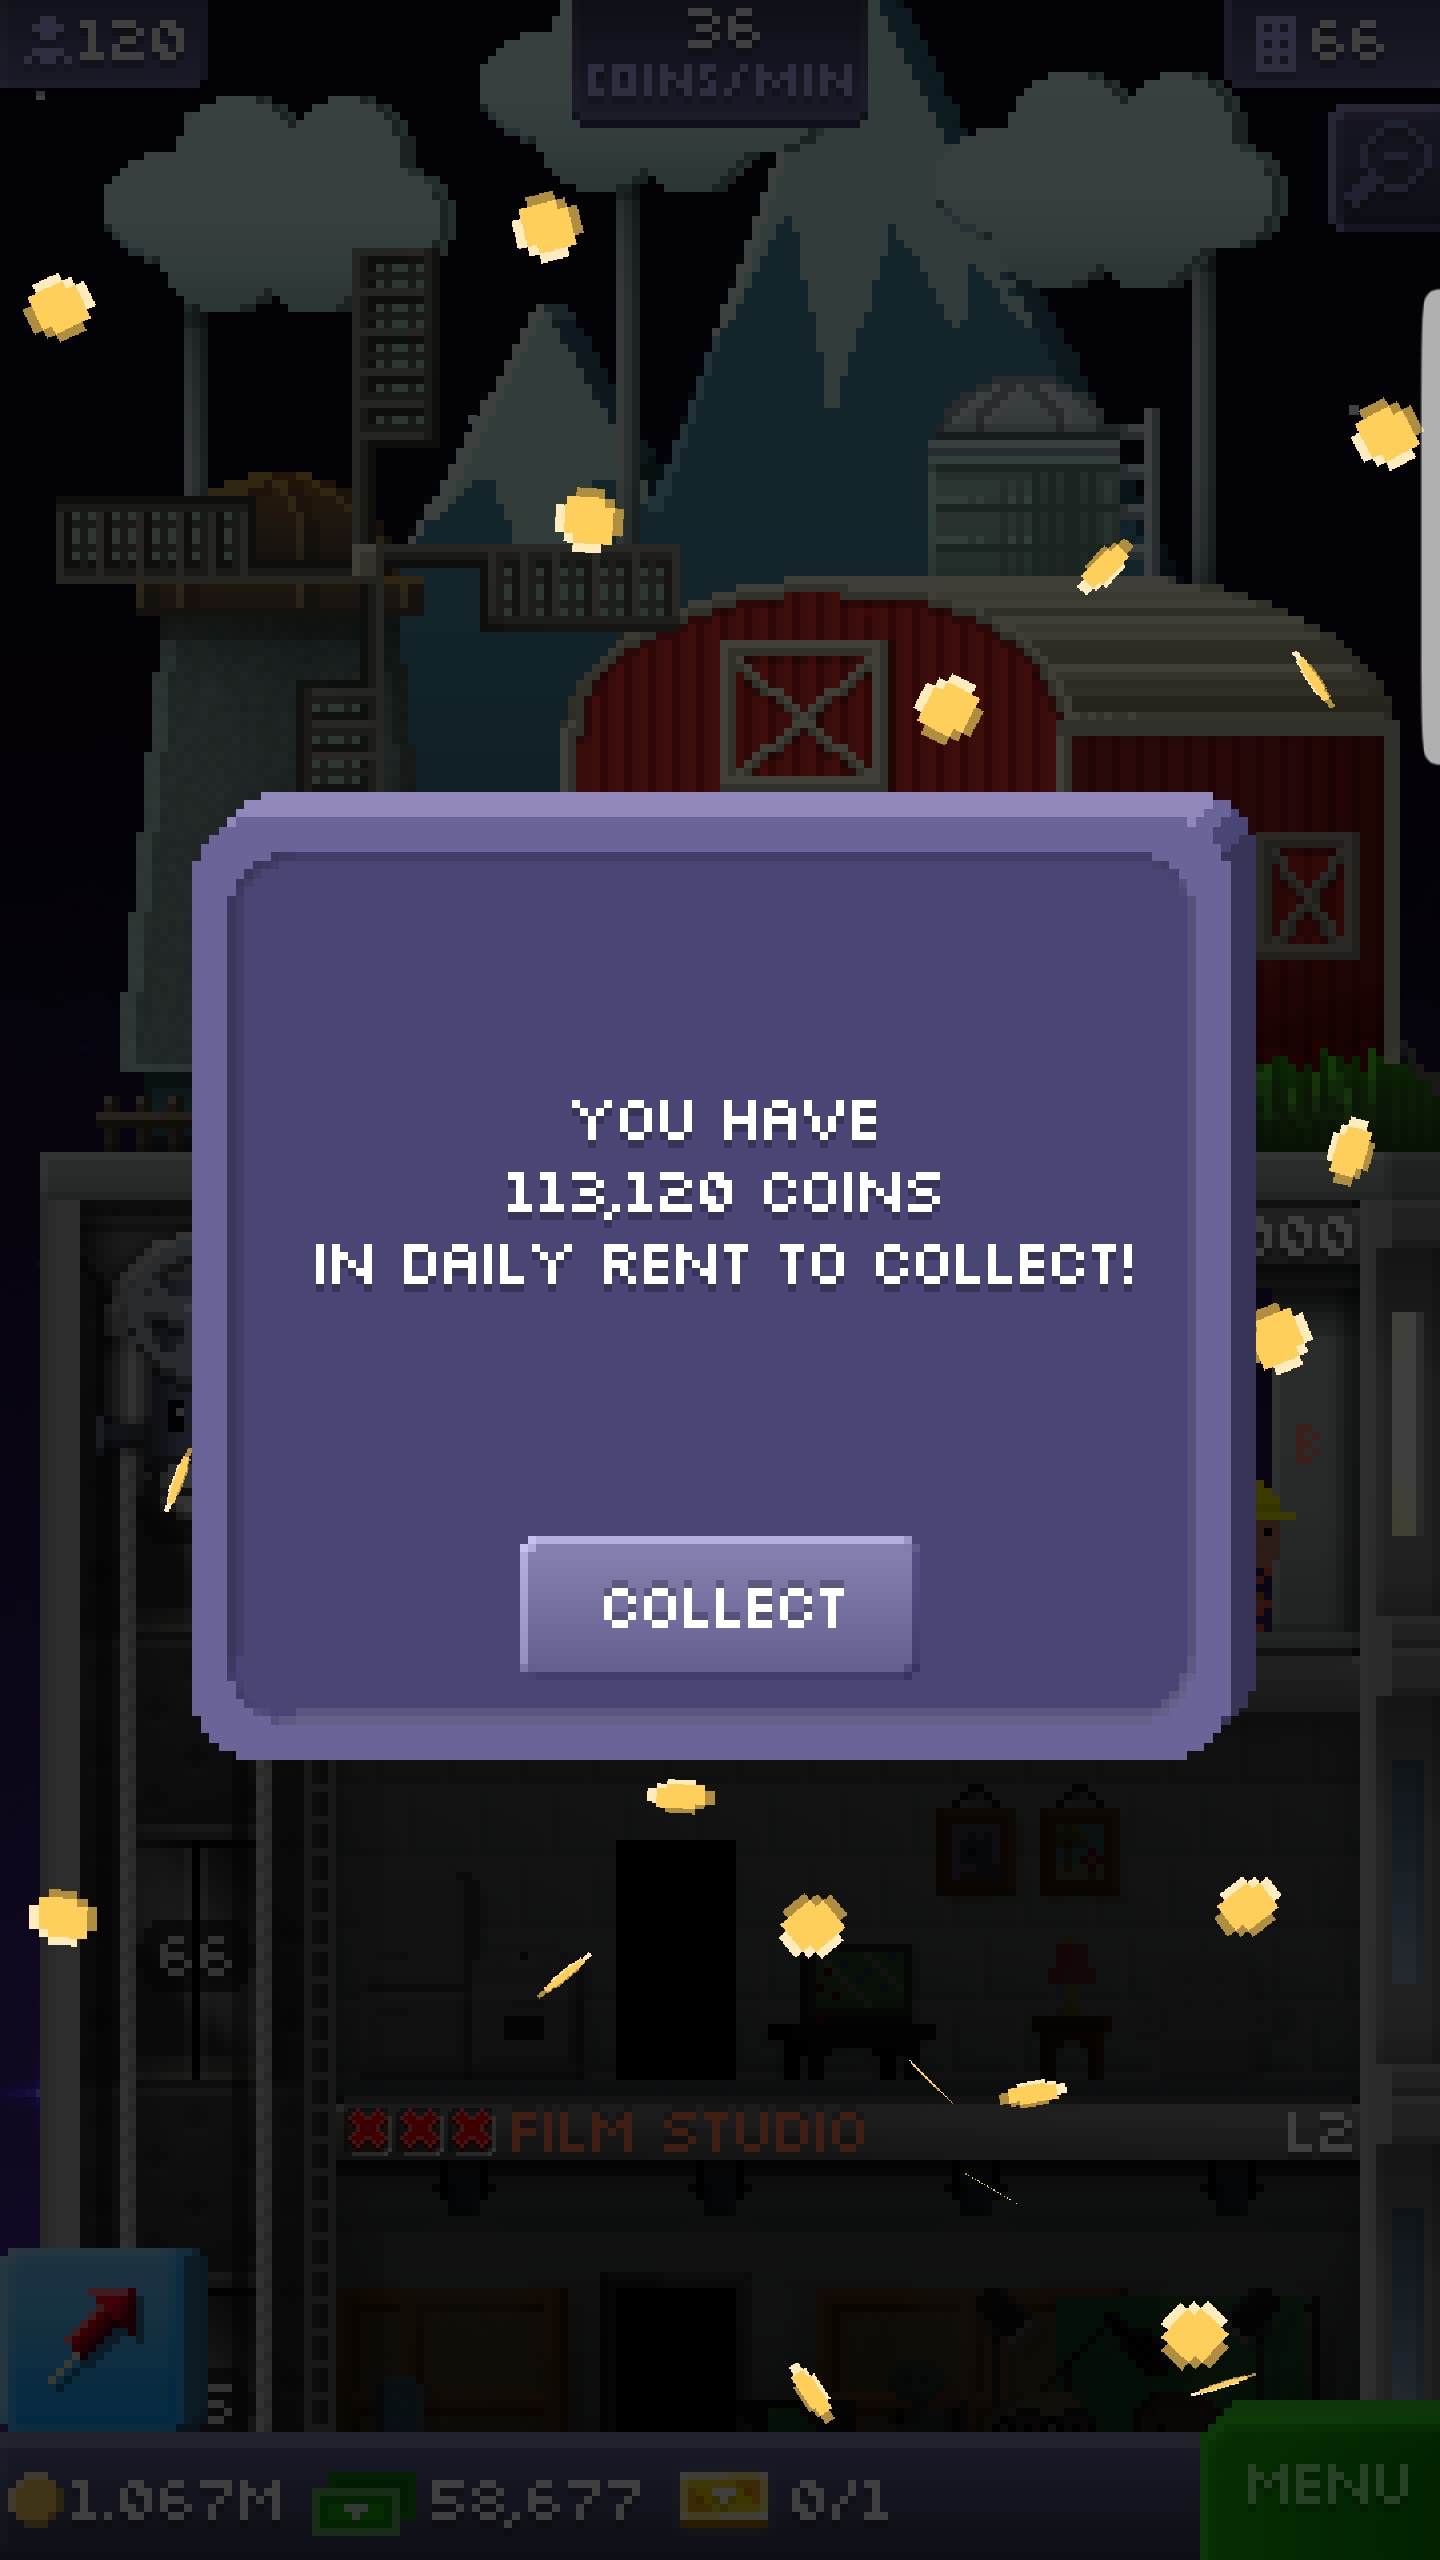 120
36
COINS/MIN
66
YOU HAVE
113,120 COINS
IN DAILY RENT TO COLLECT!
000
B
COLLECT
66
FILM STUDIO
L2
1.067M
58,677
0/1
MENU